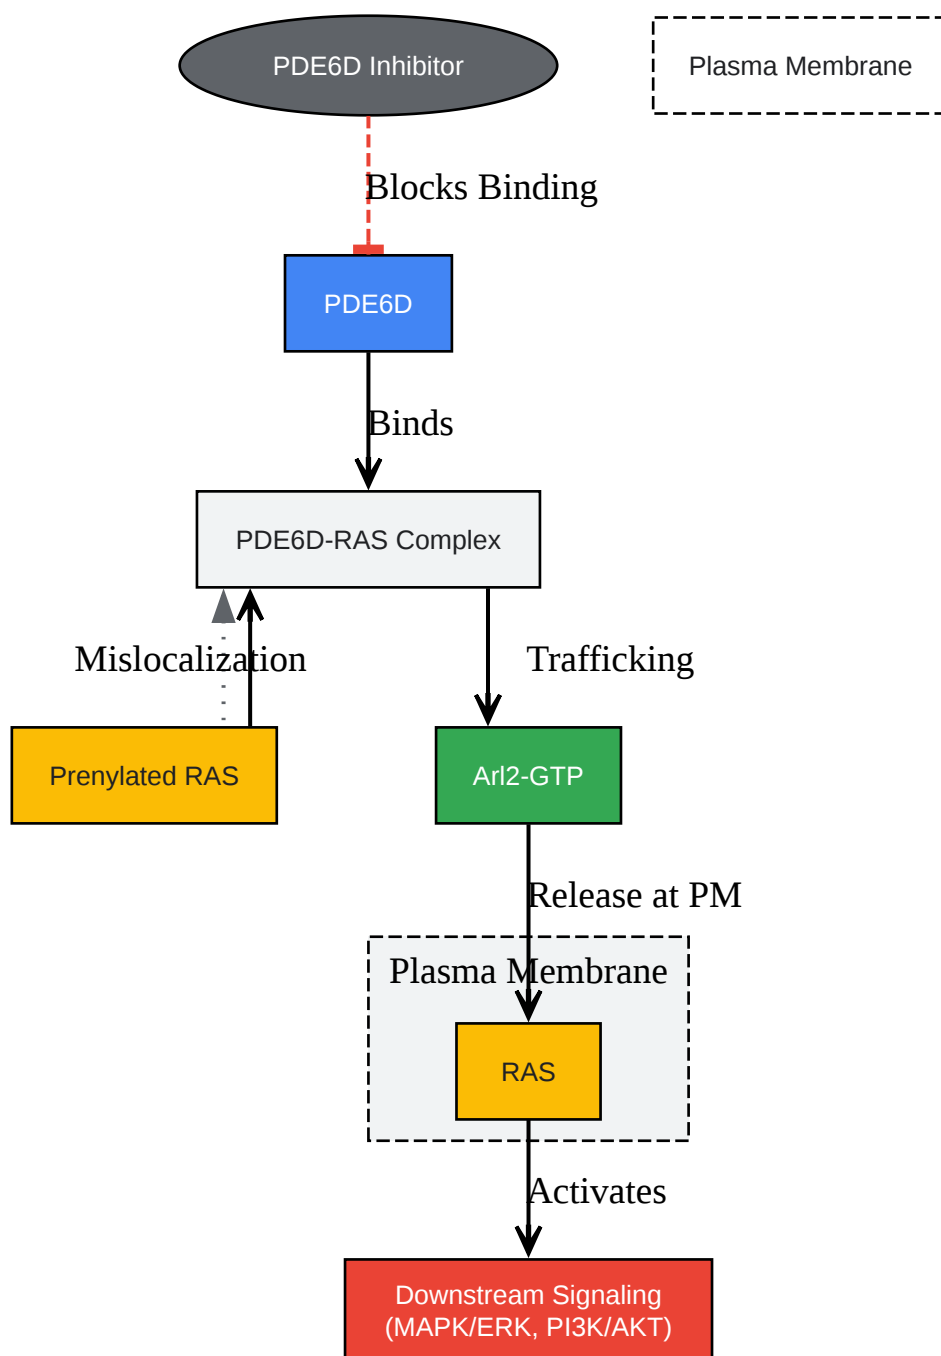 PDE6D Inhibitor
Plasma Membrane
Blocks Binding
PDE6D
Binds
PDE6D-RAS Complex
Mislocalization
Trafficking
Prenylated RAS
Arl2-GTP
Release at PM
Plasma Membrane
RAS
Activates
Downstream Signaling
(MAPK/ERK, PI3K/AKT)